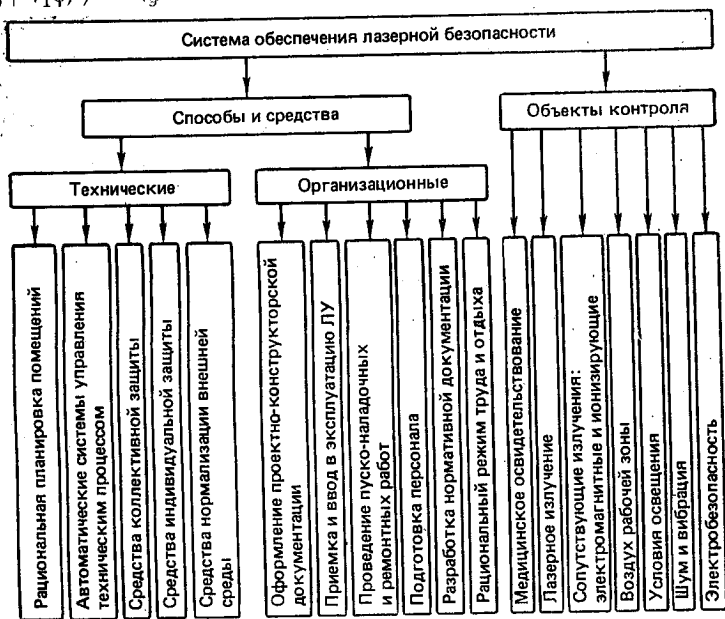 Система обеспечения лазерной безопасности
Способы и средства
Объекты контроля
Технические
Организационные
Рациональная планировка помещений
Автоматические системы управления
техническим процессом
Средства коллективной защиты
Средства индивидуальной защиты
Средства нормализации внешней
среды
Оформление проектно-конструкторской
документации
Приемка и ввод в эксплуатацию ЛУ
Проведение пуско-наладочных
и ремонтных работ
Подготовка персонала
Разработка нормативной документации
Рациональный режим труда и отдыха
Медицинское освидетельствование
Лазерное излучение
Сопутствующие излучения:
электромагнитные и ионизирующие
Воздух рабочей зоны
Условия освещения
Шум и вибрация
Электробезопасность